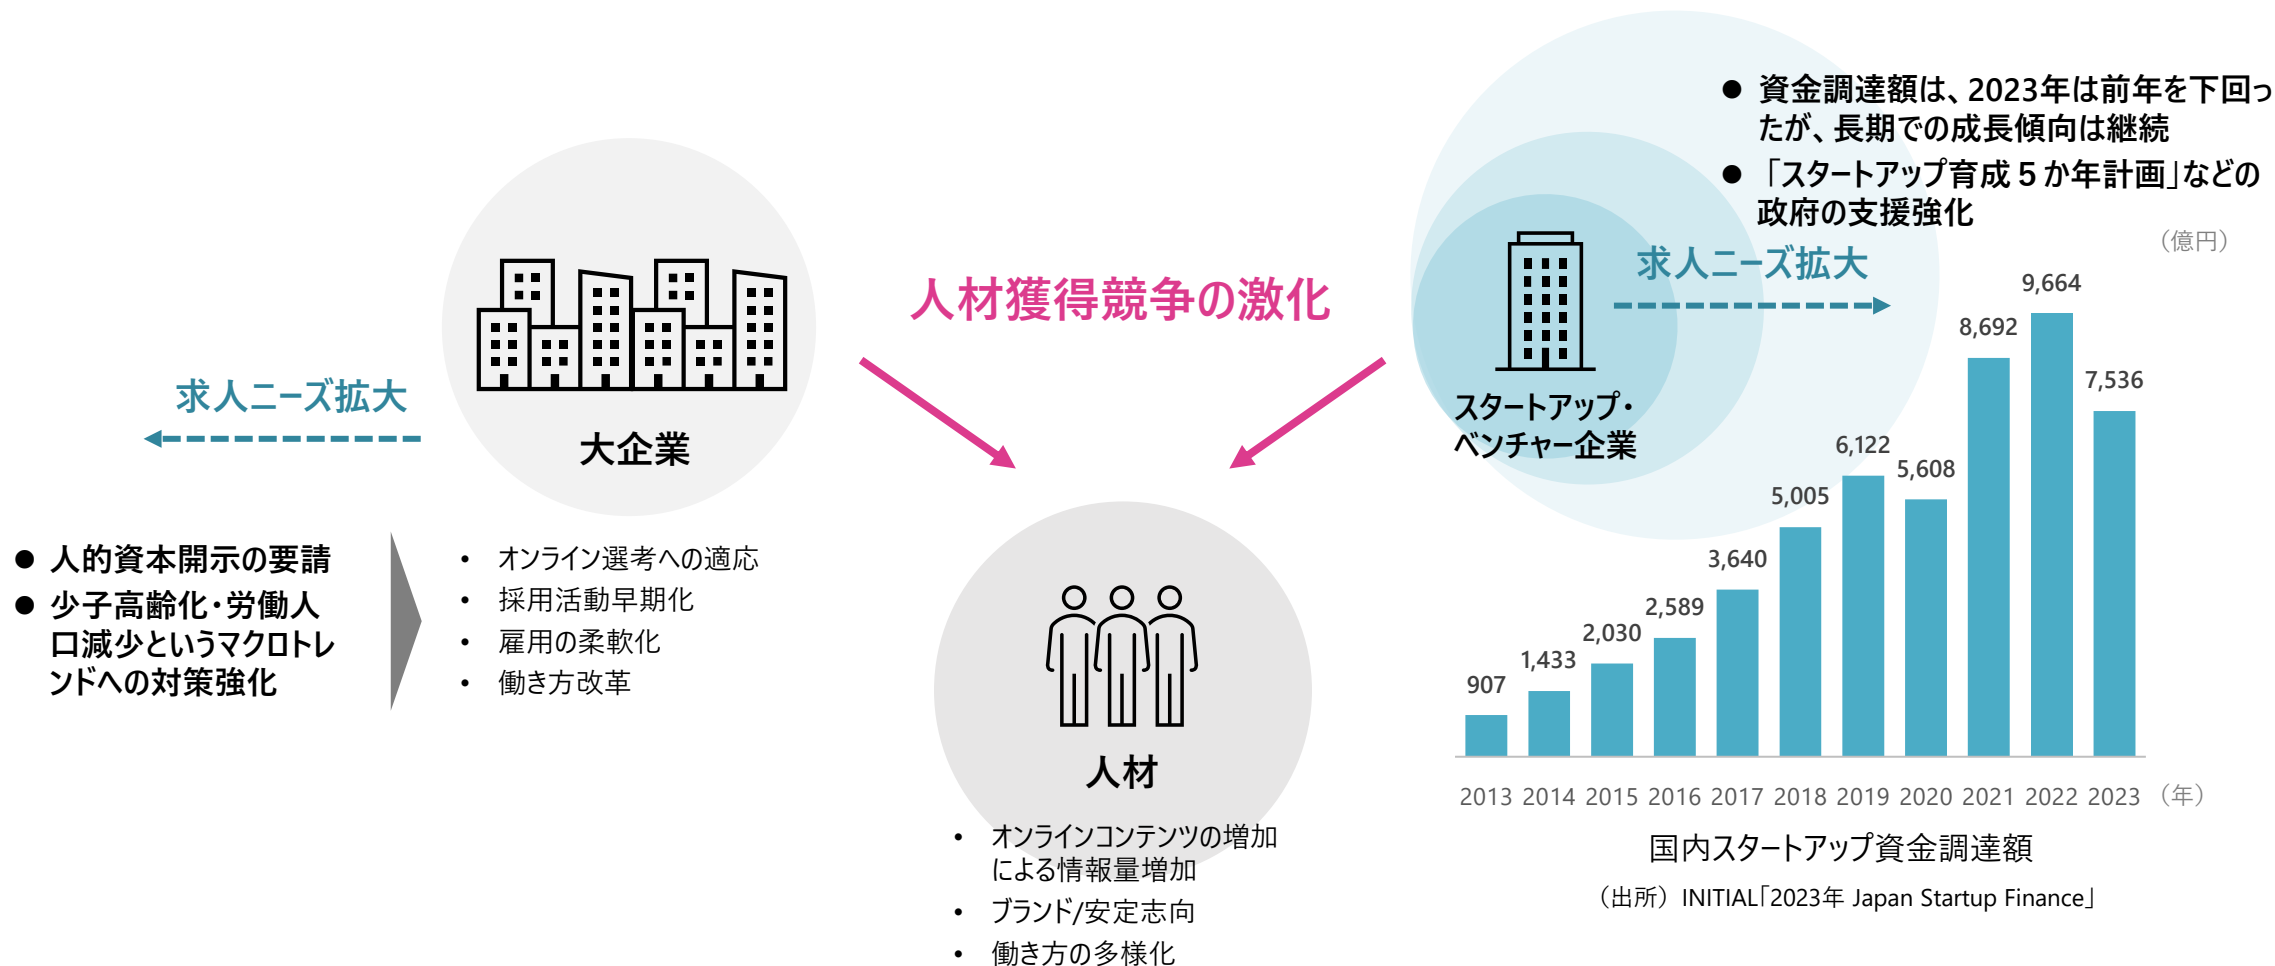 ● 資金調達額は、2023年は前年を下回っ
たが、長期での成長傾向は継続
● 「スタートアップ育成５か年計画」などの
政府の支援強化
人材獲得競争の激化
求人ニーズ拡大
大企業
求人ニーズ拡大
スタートアップ・
ベンチャー企業
● 人的資本開示の要請
● 少子高齢化・労働人
口減少というマクロトレ
ンドへの対策強化
• オンライン選考への適応
• 採用活動早期化
• 雇用の柔軟化
• 働き方改革
人材
• オンラインコンテンツの増加
による情報量増加
• ブランド/安定志向
• 働き方の多様化
（億円）
907
1,433
2,030
2,589
3,640
5,005
6,122
5,608
8,692
9,664
7,536
2013 2014 2015 2016 2017 2018 2019 2020 2021 2022 2023 （年）
国内スタートアップ資金調達額
（出所）INITIAL「2023年 Japan Startup Finance」